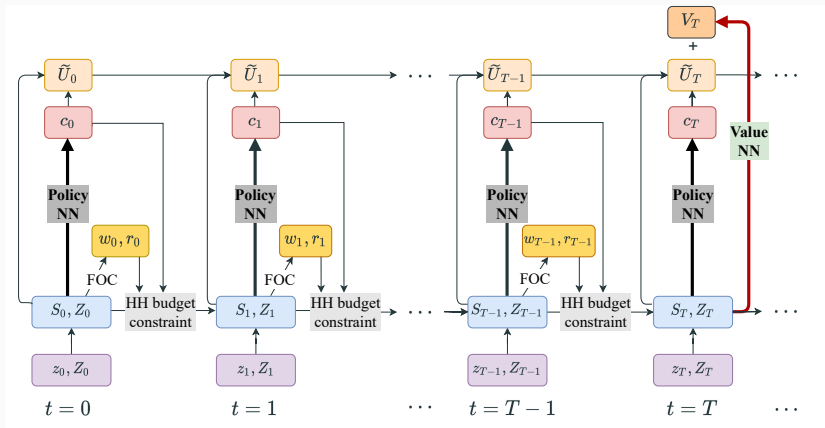 V_T
+
Ũ_0
Ũ_1
...
Ũ_{T−1}
Ũ_T
...
c_0
c_1
c_{T−1}
c_T
Value
NN
Policy
NN
Policy
NN
Policy
NN
Policy
NN
w_0, r_0
w_1, r_1
w_{T−1}, r_{T−1}
FOC
FOC
FOC
S_0, Z_0
HH budget
constraint
S_1, Z_1
HH budget
constraint
...
S_{T−1}, Z_{T−1}
HH budget
constraint
S_T, Z_T
...
z_0, Z_0
z_1, Z_1
z_{T−1}, Z_{T−1}
z_T, Z_T
t = 0
t = 1
...
t = T − 1
t = T
...